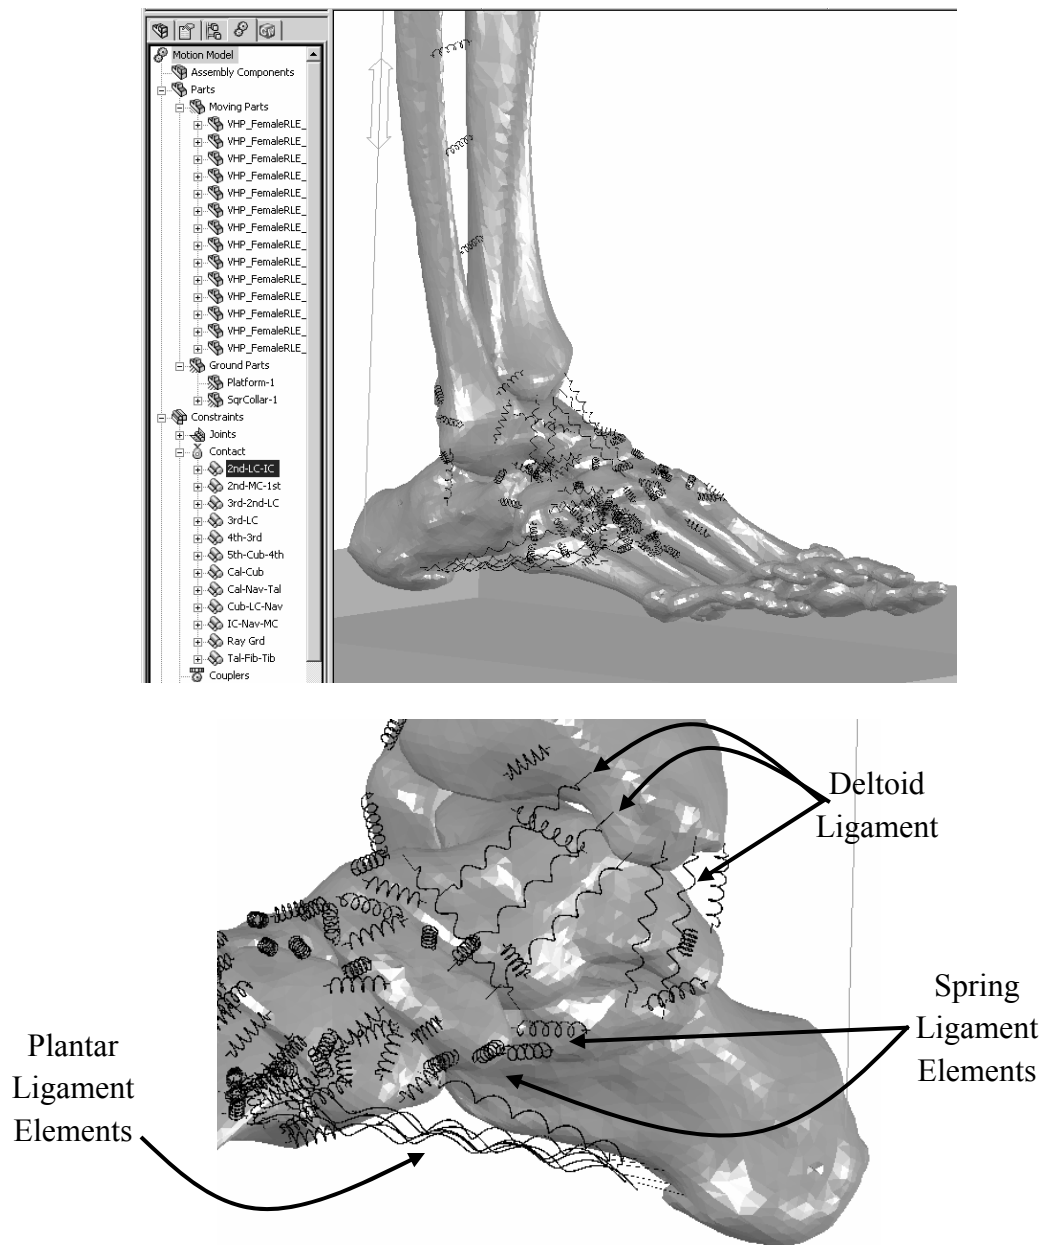 Motion Model
Assembly Components
Parts
Moving Parts
VHP_FemaleRLE_
VHP_FemaleRLE_
VHP_FemaleRLE_
VHP_FemaleRLE_
VHP_FemaleRLE_
VHP_FemaleRLE_
VHP_FemaleRLE_
VHP_FemaleRLE_
VHP_FemaleRLE_
VHP_FemaleRLE_
VHP_FemaleRLE_
VHP_FemaleRLE_
VHP_FemaleRLE_
VHP_FemaleRLE_
Ground Parts
Platform-1
SqrCollar-1
Constraints
Joints
Contact
2nd-LC-IC
2nd-MC-1st
3rd-2nd-LC
3rd-LC
4th-3rd
5th-Cub-4th
Cal-Cub
Cal-Nav-Tal
Cub-LC-Nav
IC-Nav-MC
Ray Grd
Tal-Fib-Tib
Couplers
Deltoid
Ligament
Spring
Ligament
Elements
Plantar
Ligament
Elements